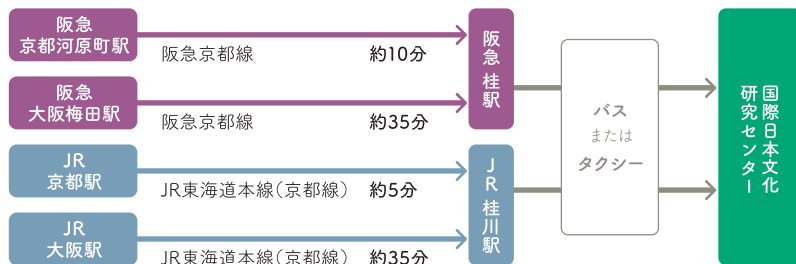 阪急
京都河原町駅
阪急京都線 約10分
阪急
大阪梅田駅
阪急京都線 約35分
阪急 桂駅
JR
京都駅
JR東海道本線（京都線） 約5分
JR
大阪駅
JR東海道本線（京都線） 約35分
JR 桂川駅
バス
または
タクシー
国際日本文化
研究センター